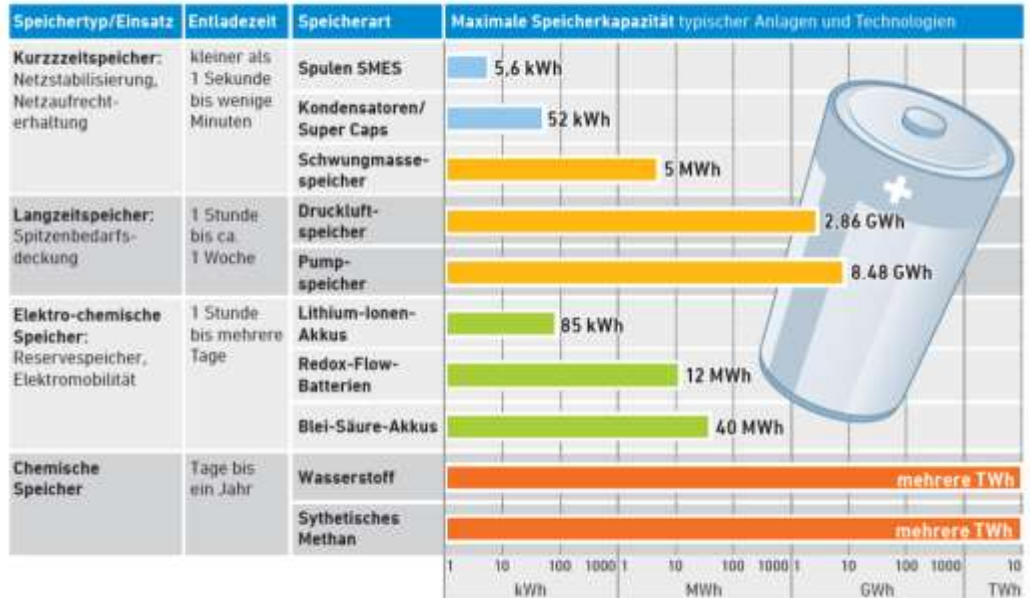 Speichertyp/Einsatz Entladezeit Speicherart Maximale Speicherkapazität typischer Anlagen und Technologien
Kurzzzeitspeicher:
Netzstabilisierung,
Netzaufrecht-
erhaltung
kleiner als
1 Sekunde
bis wenige
Minuten
Spulen SMES
5,6 kWh
Kondensatoren/
Super Caps
52 kWh
Schwungmasse-
speicher
5 MWh
Langzeitspeicher:
Spitzenbedarfs-
deckung
1 Stunde
bis ca.
1 Woche
Druckluft-
speicher
2.86 GWh
Pump-
speicher
8.48 GWh
Elektro-chemische
Speicher:
Reservespeicher,
Elektromobilität
1 Stunde
bis mehrere
Tage
Lithium-Ionen-
Akkus
85 kWh
Redox-Flow-
Batterien
12 MWh
Blei-Säure-Akkus
40 MWh
Chemische
Speicher
Tage bis
ein Jahr
Wasserstoff
mehrere TWh
Sythetisches
Methan
mehrere TWh
1 10 100 1000 1 10 100 1000 1 10 100 1000 10
kWh MWh GWh TWh